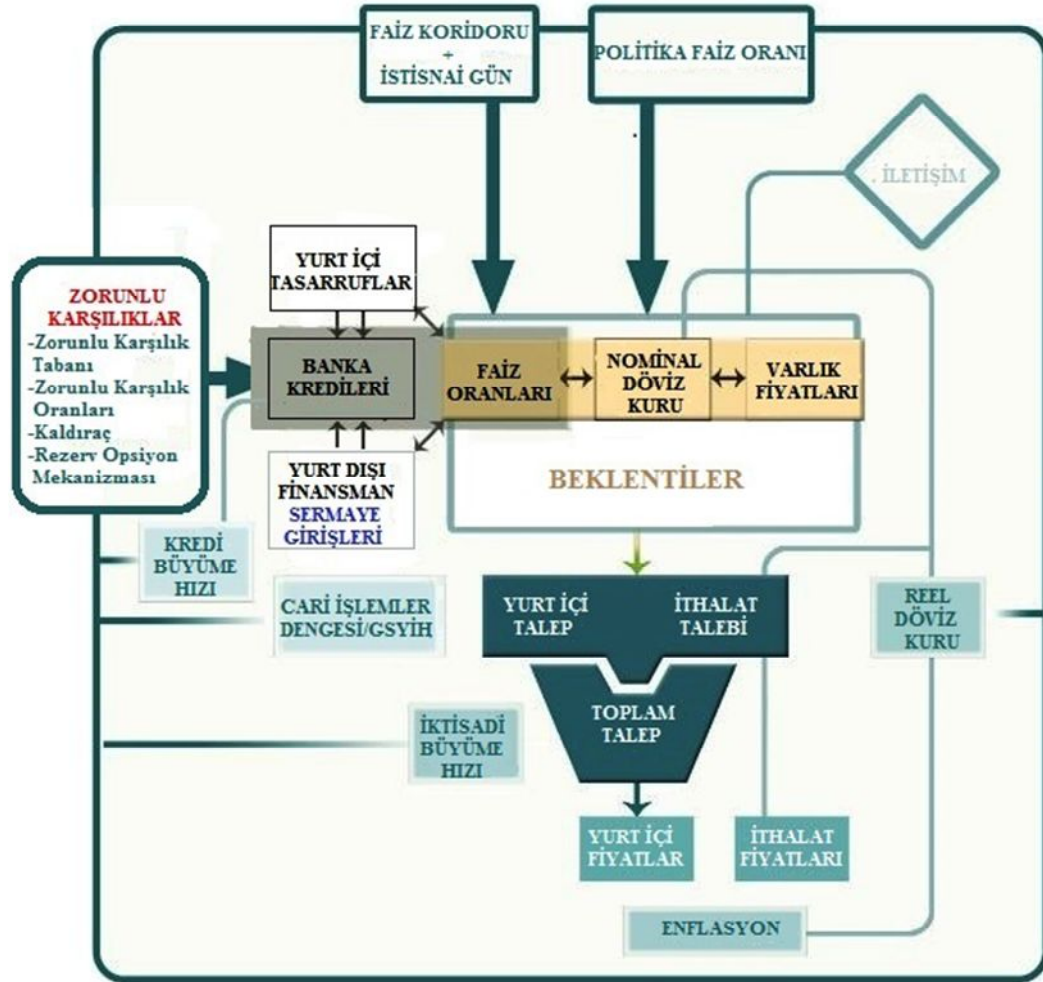 FAİZ KORİDORU
+
İSTİSNAİ GÜN
POLİTIKA FAİZ ORANI
. İLETİŞİM
YURT İÇİ
TASARRUFLAR
ZORUNLU
KARŞILIKLAR
-Zorunlu Karşılık
Tabanı
-Zorunlu Karşılık
Oranları
-Kaldıraç
-Rezerv Opsiyon
Mekanizması
BANKA
KREDİLERİ
FAİZ
ORANLARI
NOMİNAL
DÖVİZ
KURU
VARLIK
FİYATLARI
YURT DIŞI
FİNANSMAN
SERMAYE
GİRİŞLERİ
BEKLENTİLER
KREDİ
BÜYÜME
HIZI
CARİ İŞLEMLER
DENGESİ/GSYİH
YURT İÇİ
TALEP
İTHALAT
TALEBİ
REEL
DÖVİZ
KURU
TOPLAM
TALEP
İKTİSADİ
BÜYÜME
HIZI
YURT İÇİ
FİYATLAR
İTHALAT
FİYATLARI
ENFLASYON